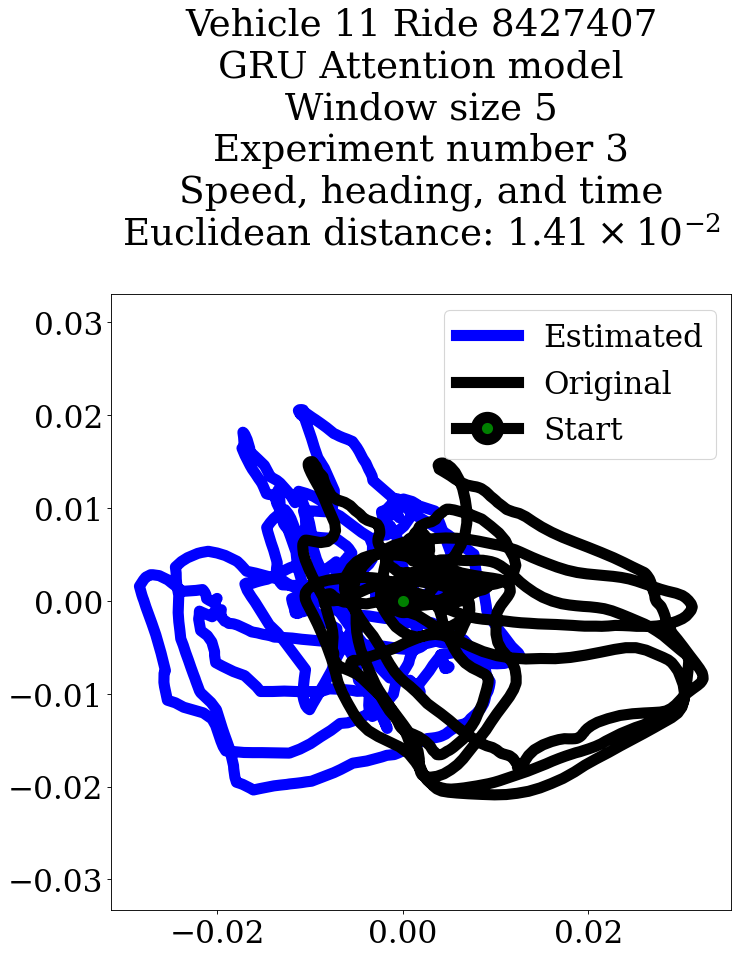 Vehicle 11 Ride 8427407
GRU Attention model
Window size 5
Experiment number 3
Speed, heading, and time
Euclidean distance: 1.41 × 10⁻²
Estimated
Original
Start
0.03
0.02
0.01
0.00
−0.01
−0.02
−0.03
−0.02 0.00 0.02